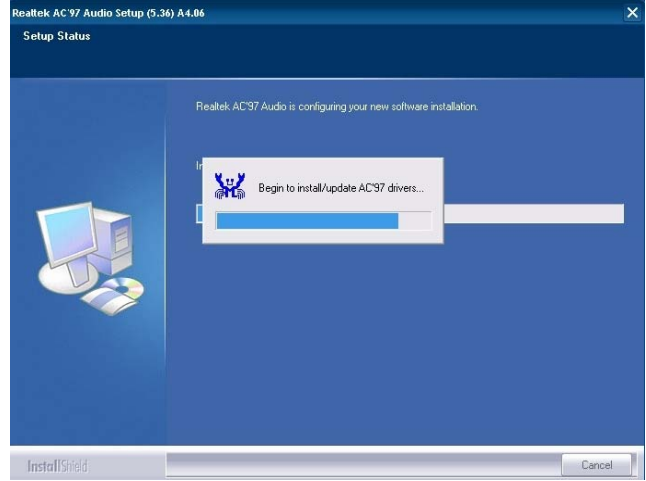 Realtek AC'97 Audio Setup (5.36) A4.06
Setup Status
Realtek AC'97 Audio is configuring your new software installation.
Begin to install/update AC'97 drivers...
InstallShield
Cancel